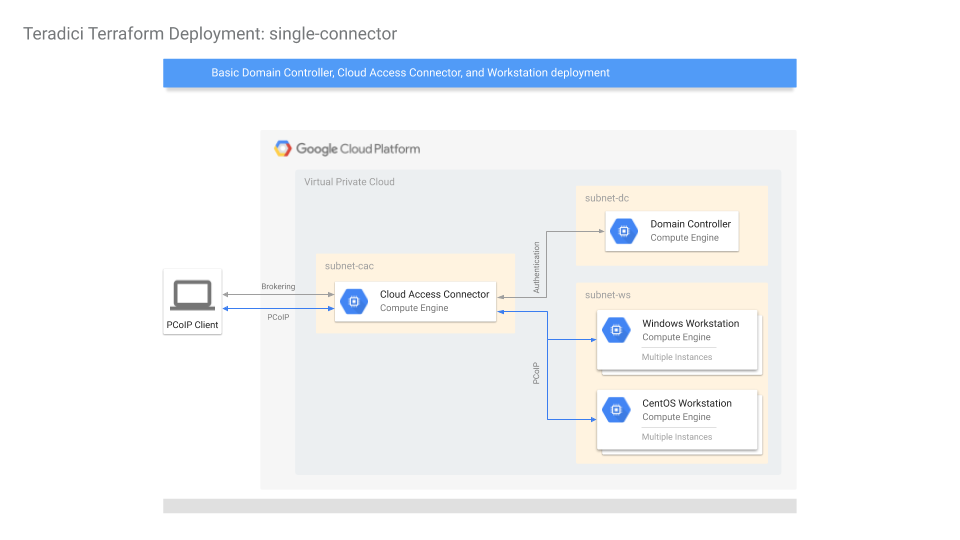 Teradici Terraform Deployment: single-connector
Basic Domain Controller, Cloud Access Connector, and Workstation deployment
Google Cloud Platform
Virtual Private Cloud
subnet-dc
Domain Controller
Compute Engine
Authentication
subnet-cac
Cloud Access Connector
Compute Engine
Brokering
PCoIP
PCoIP Client
subnet-ws
Windows Workstation
Compute Engine
Multiple Instances
PCoIP
CentOS Workstation
Compute Engine
Multiple Instances